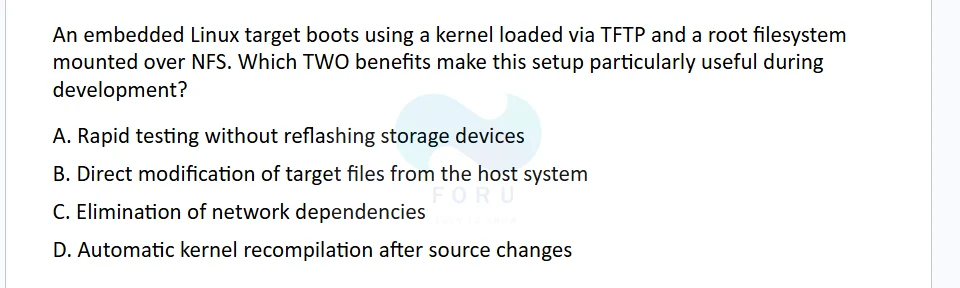 An embedded Linux target boots using a kernel loaded via TFTP and a root filesystem
mounted over NFS. Which TWO benefits make this setup particularly useful during
development?
A. Rapid testing without reflashing storage devices
B. Direct modification of target files from the host system
FORU
C. Elimination of network dependencies
D. Automatic kernel recompilation after source changes